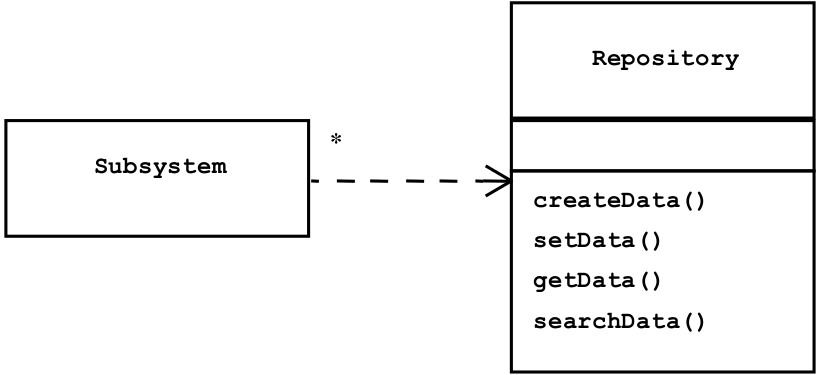 Repository
Subsystem
*
createData()
setData()
getData()
searchData()